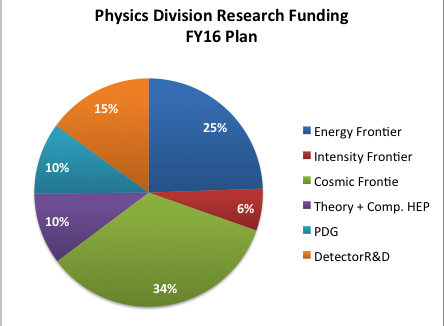 Physics Division Research Funding
FY16 Plan
25%
6%
34%
10%
10%
15%
Energy Frontier
Intensity Frontier
Cosmic Frontie
Theory + Comp. HEP
PDG
DetectorR&D